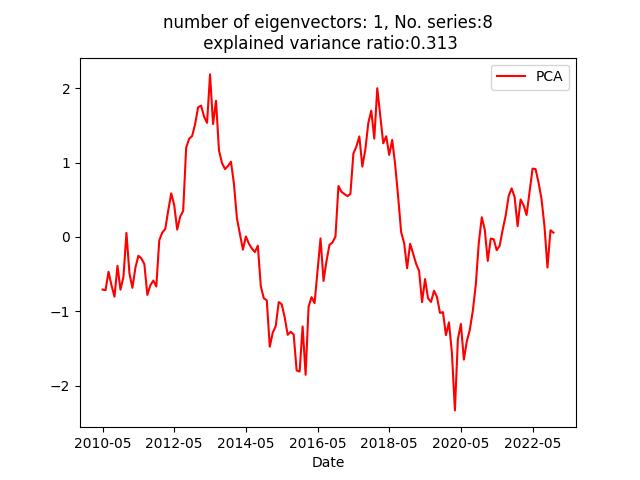 number of eigenvectors: 1, No. series:8
explained variance ratio:0.313
PCA
2
1
0
−1
−2
2010-05 2012-05 2014-05 2016-05 2018-05 2020-05 2022-05
Date